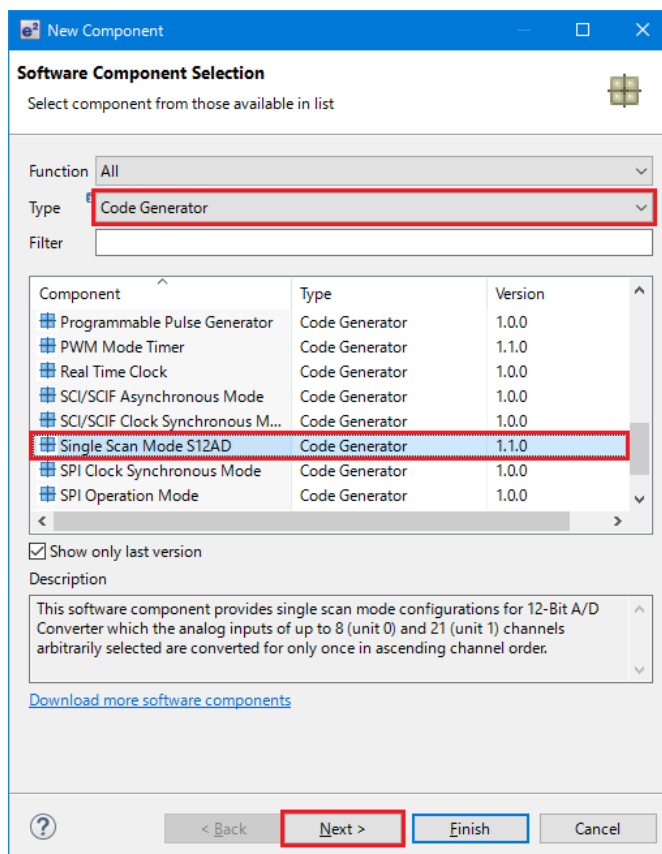 e² New Component
Software Component Selection
Select component from those available in list
Function All
Type Code Generator
Filter
Component Type Version
Programmable Pulse Generator Code Generator 1.0.0
PWM Mode Timer Code Generator 1.1.0
Real Time Clock Code Generator 1.0.0
SCI/SCIF Asynchronous Mode Code Generator 1.0.0
SCI/SCIF Clock Synchronous M... Code Generator 1.0.0
Single Scan Mode S12AD Code Generator 1.1.0
SPI Clock Synchronous Mode Code Generator 1.0.0
SPI Operation Mode Code Generator 1.0.0
Show only last version
Description
This software component provides single scan mode configurations for 12-Bit A/D
Converter which the analog inputs of up to 8 (unit 0) and 21 (unit 1) channels
arbitrarily selected are converted for only once in ascending channel order.
Download more software components
? < Back Next > Finish Cancel